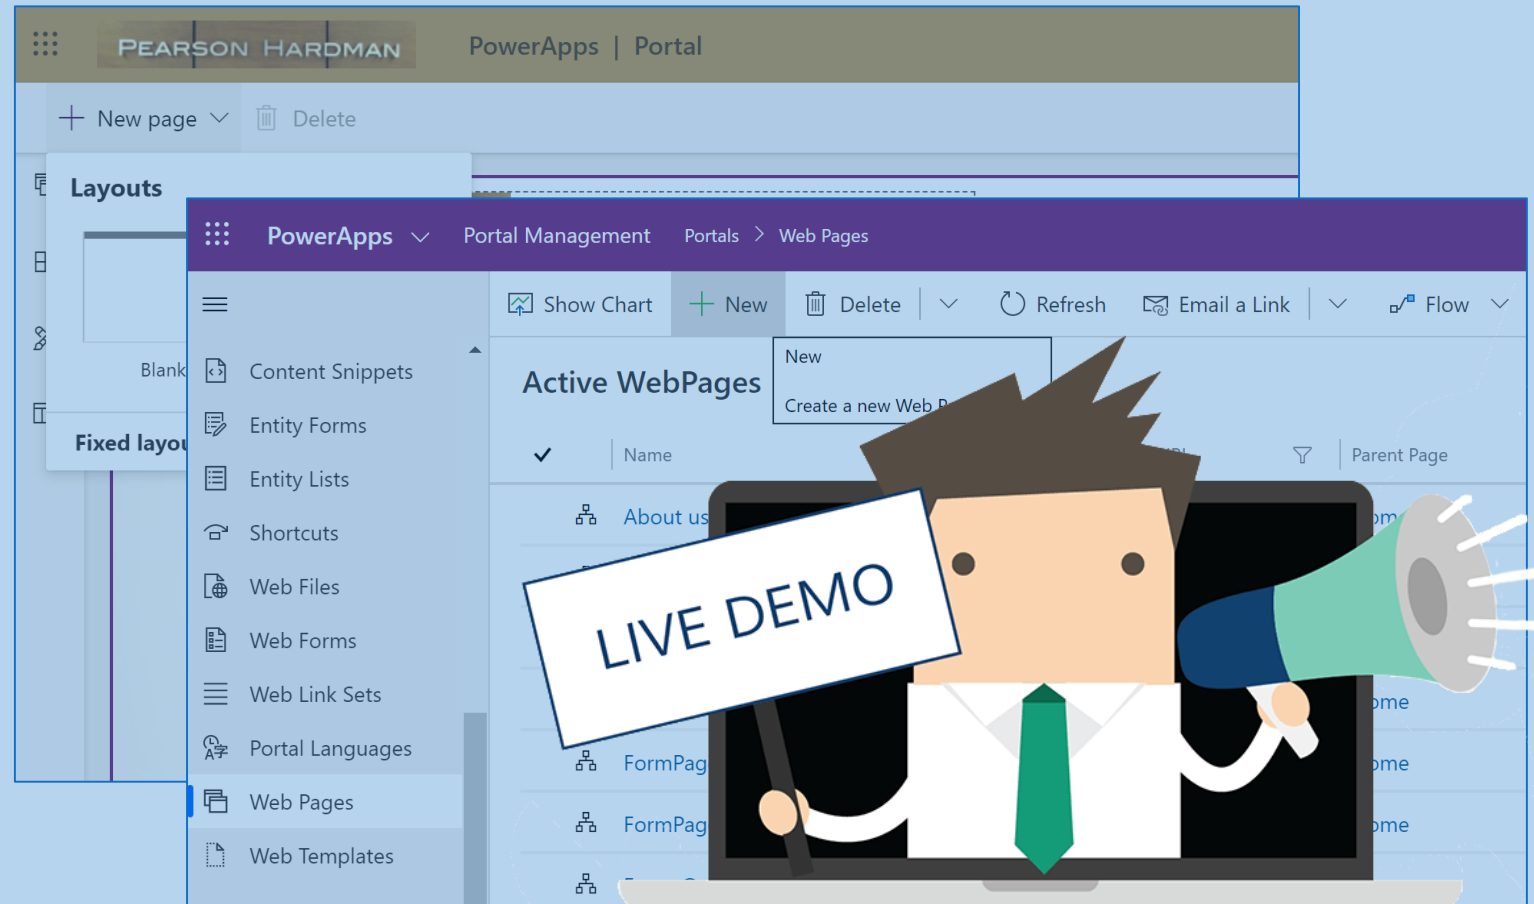 PEARSON HARDMAN
PowerApps | Portal
New page
Delete
Layouts
Blank
Fixed
PowerApps
Portal Management
Portals > Web Pages
Show Chart
New
Delete
Refresh
Email a Link
Flow
Content Snippets
Entity Forms
Entity Lists
Shortcuts
Web Files
Web Forms
Web Link Sets
Portal Languages
Web Pages
Web Templates
Active WebPages
New
Create a new Web
Name
Parent Page
About us
LIVE DEMO